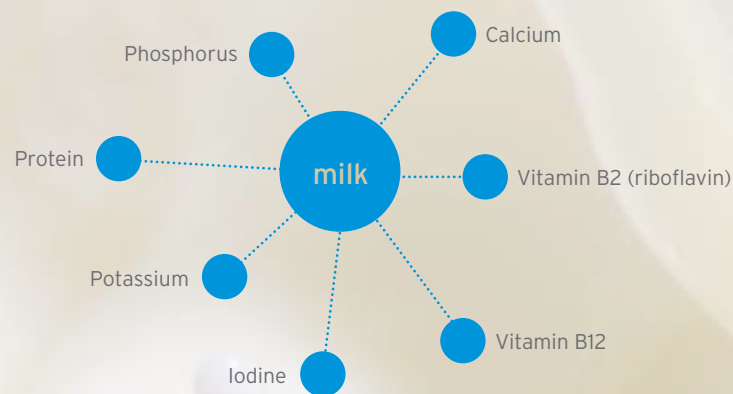 Calcium
Phosphorus
Protein
milk
Vitamin B2 (riboflavin)
Potassium
Vitamin B12
Iodine